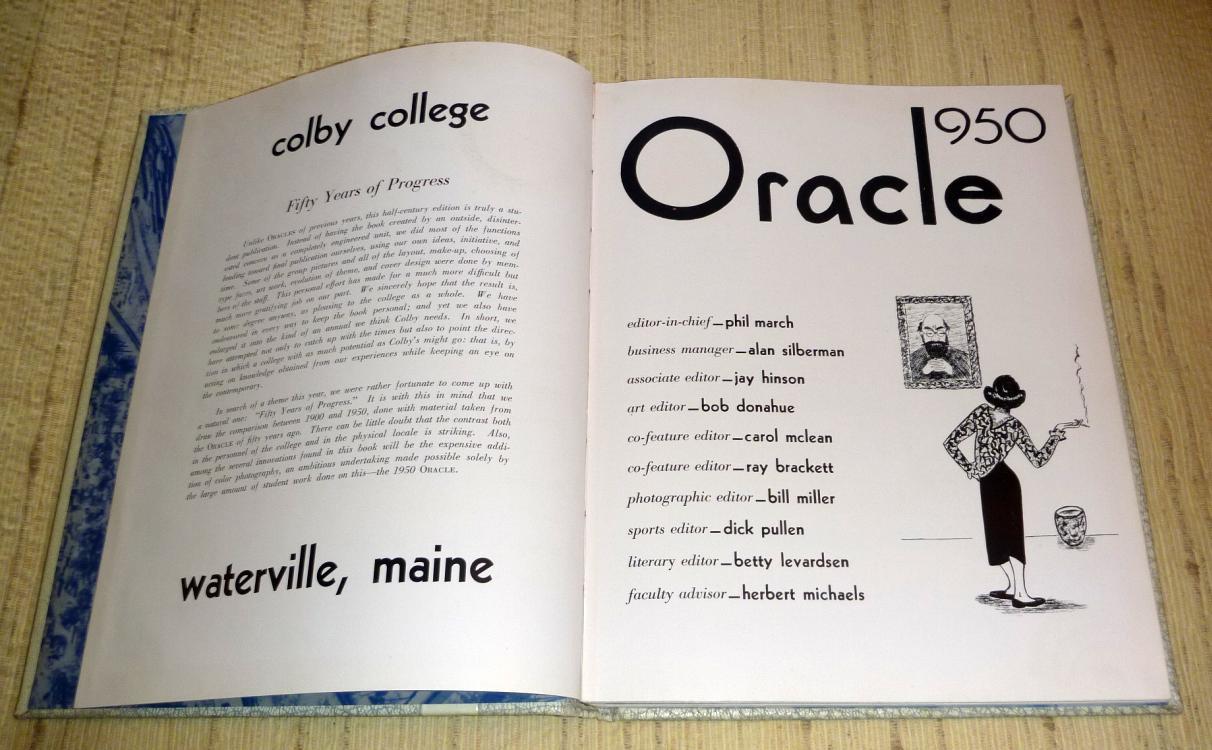 colby college
Fifty Years of Progress
Unlike ORACLES of previous years, this half-century edition is truly a stu-
dent publication. Instead of having the book created by an outside, disinter-
ested concern as a completely engineered unit, we did most of the functions
leading toward final publication ourselves, using our own ideas, initiative, and
time. Some of the group pictures and all of the layout, make-up, choosing of
type faces, art work, evolution of theme, and cover design were done by mem-
bers of the staff. This personal effort has made for a much more difficult but
much more gratifying job on our part. We sincerely hope that the result is,
to some degree anyways, as pleasing to the college as a whole. We have
endeavored in every way to keep the book personal; and yet we also have
enlarged it into the kind of an annual we think Colby needs. In short, we
have attempted not only to catch up with the times but also to point the direc-
tion in which a college with as much potential as Colby's might go: that is, by
acting on knowledge obtained from our experiences while keeping an eye on
the contemporary.
In search of a theme this year, we were rather fortunate to come up with
a natural one: "Fifty Years of Progress." It is with this in mind that we
draw the comparison between 1900 and 1950, done with material taken from
the ORACLE of fifty years ago. There can be little doubt that the contrast both
in the personnel of the college and in the physical locale is striking. Also,
among the several innovations found in this book will be the expensive addi-
tion of color photography, an ambitious undertaking made possible solely by
the large amount of student work done on this—the 1950 ORACLE.
waterville, maine
Oracle 1950
editor-in-chief—phil march
business manager—alan silberman
associate editor—jay hinson
art editor—bob donahue
co-feature editor—carol mclean
co-feature editor—ray brackett
photographic editor—bill miller
sports editor—dick pullen
literary editor—betty levardsen
faculty advisor—herbert michaels